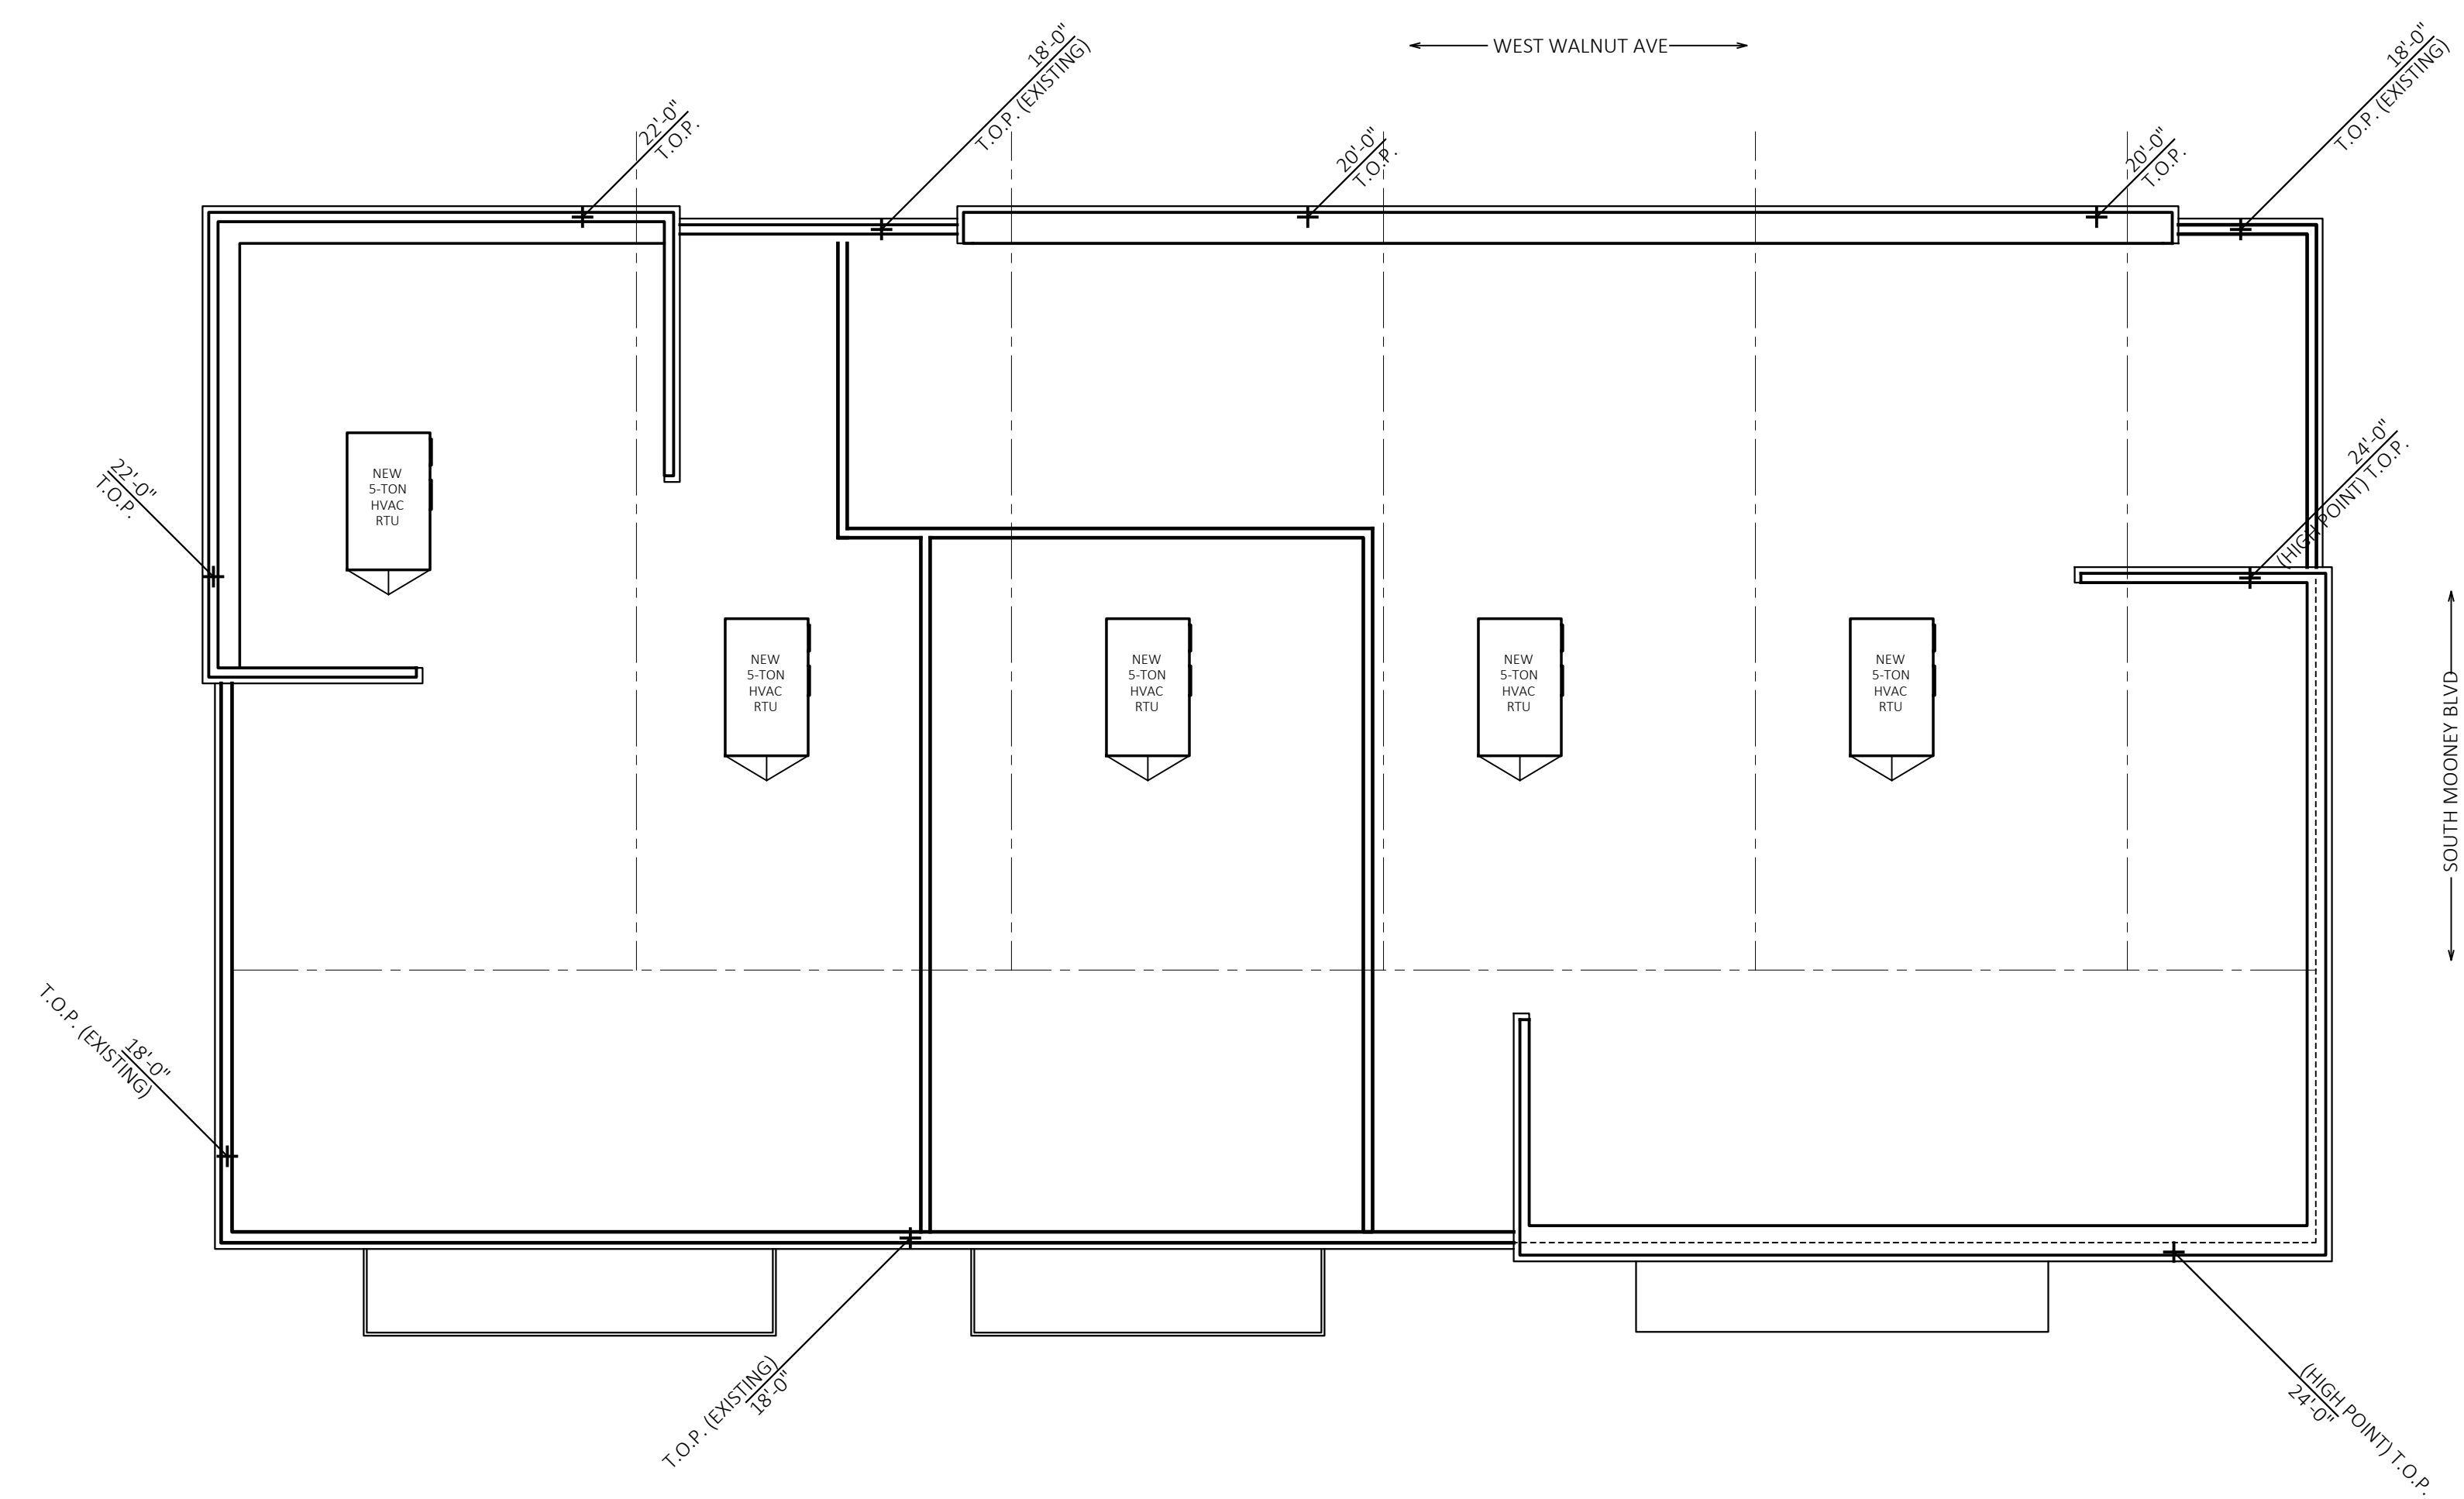 WEST WALNUT AVE
18'-0"
T.O.P. (EXISTING)
18'-0"
T.O.P. (EXISTING)
22'-0"
T.O.P.
20'-0"
T.O.P.
20'-0"
T.O.P.
22'-0"
T.O.P.
24'-0"
(HIGH POINT) T.O.P.
NEW
5-TON
HVAC
RTU
NEW
5-TON
HVAC
RTU
NEW
5-TON
HVAC
RTU
NEW
5-TON
HVAC
RTU
NEW
5-TON
HVAC
RTU
SOUTH MOONEY BLVD
18'-0"
T.O.P. (EXISTING)
T.O.P. (EXISTING)
18'-0"
(HIGH POINT) T.O.P.
24'-0"